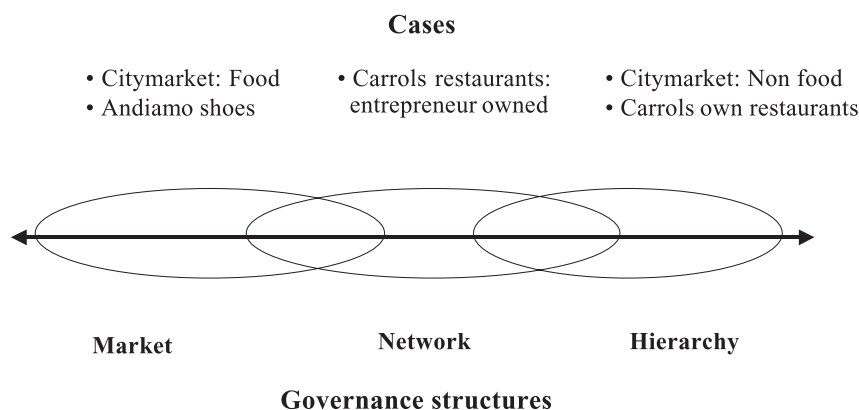 Cases
• Citymarket: Food
• Andiamo shoes
• Carrols restaurants:
entrepreneur owned
• Citymarket: Non food
• Carrols own restaurants
Market
Network
Hierarchy
Governance structures